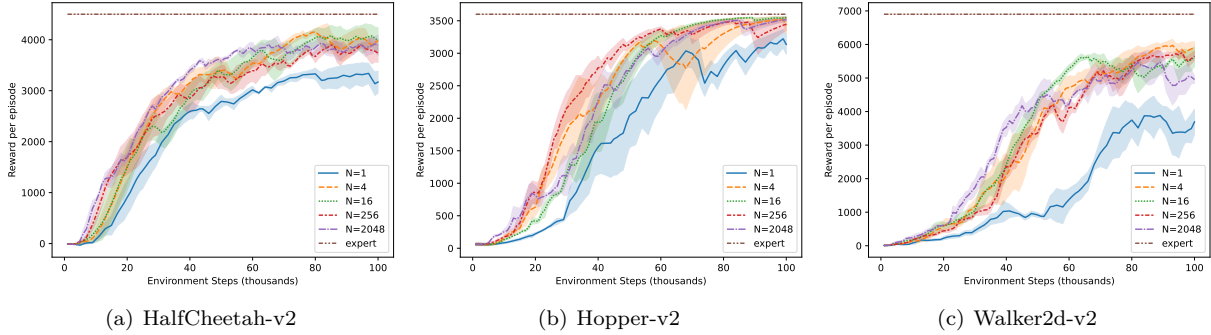 4000
3000
2000
1000
0
Reward per episode
0 20 40 60 80 100
Environment Steps (thousands)
N=1
N=4
N=16
N=256
N=2048
expert
(a) HalfCheetah-v2
3500
3000
2500
2000
1500
1000
500
0
Reward per episode
0 20 40 60 80 100
Environment Steps (thousands)
N=1
N=4
N=16
N=256
N=2048
expert
(b) Hopper-v2
7000
6000
5000
4000
3000
2000
1000
0
Reward per episode
0 20 40 60 80 100
Environment Steps (thousands)
N=1
N=4
N=16
N=256
N=2048
expert
(c) Walker2d-v2